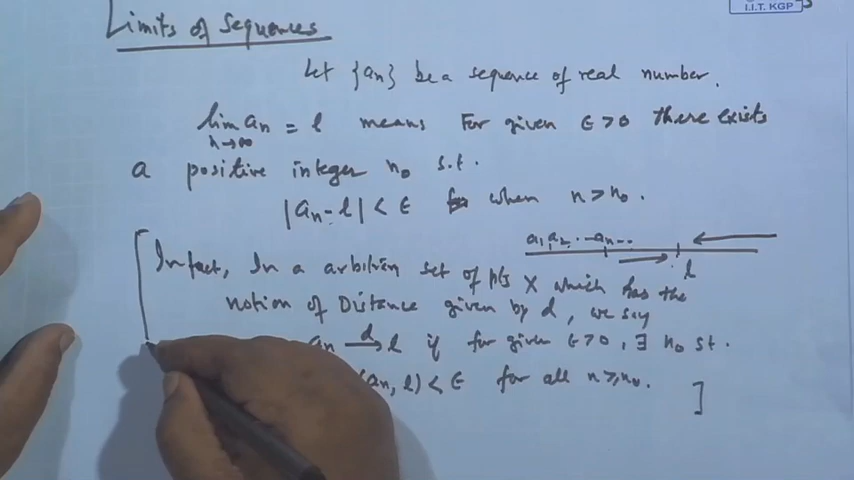 I.I.T. KGP
Limits of Sequences
Let {an} be a sequence of real number.
lim an = l means For given ε>0 there exists
n→∞
a positive integer n0 s.t.
|an - l| < ε when n > n0.
a1 a2 .. an ..
l
In fact, In a arbitrary set of pts X which has the
notion of Distance given by d, we say
an d→ l if for given ε>0, ∃ n0 st.
(an, l) < ε for all n ≥ n0. ]